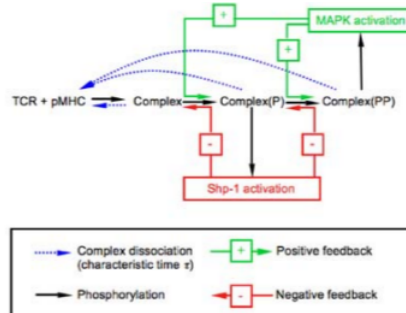 +
MAPK activation
+
TCR + pMHC
Complex
Complex(P)
Complex(PP)
-
-
Shp-1 activation
Complex dissociation
(characteristic time τ)
+
Positive feedback
Phosphorylation
-
Negative feedback